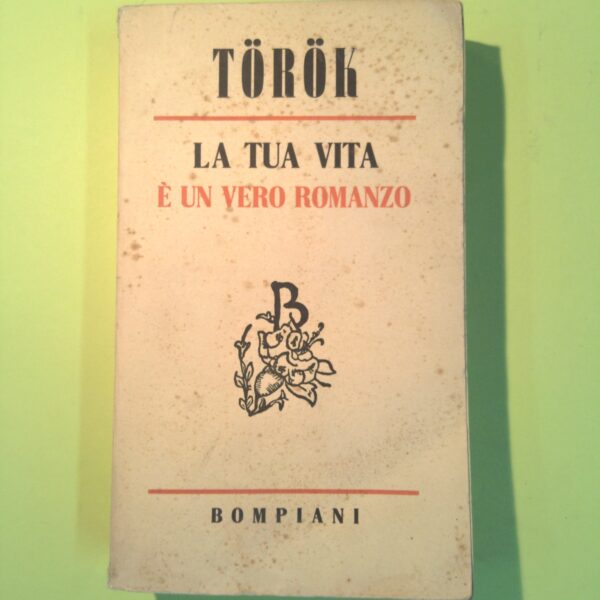 TÖRÖK
LA TUA VITA
È UN VERO ROMANZO
B
BOMPIANI